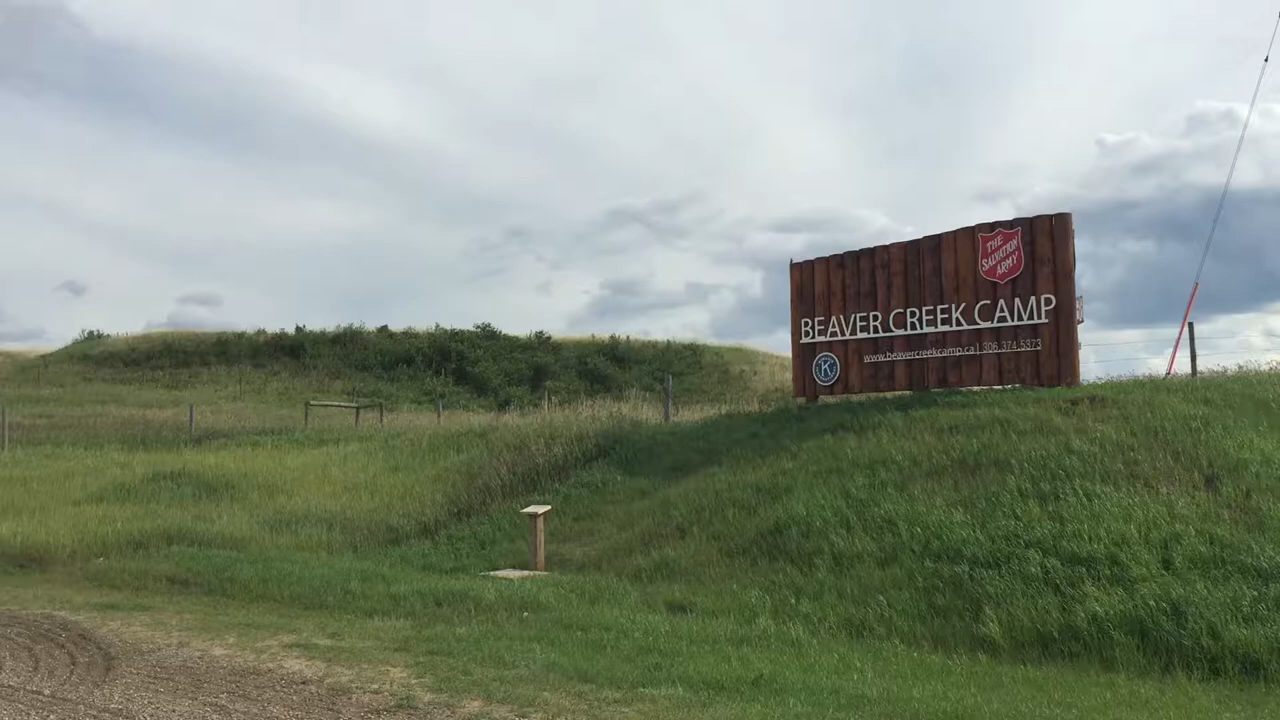 THE
SALVATION
ARMY
BEAVER CREEK CAMP
www.beavercreekcamp.ca | 306.374.5373
K